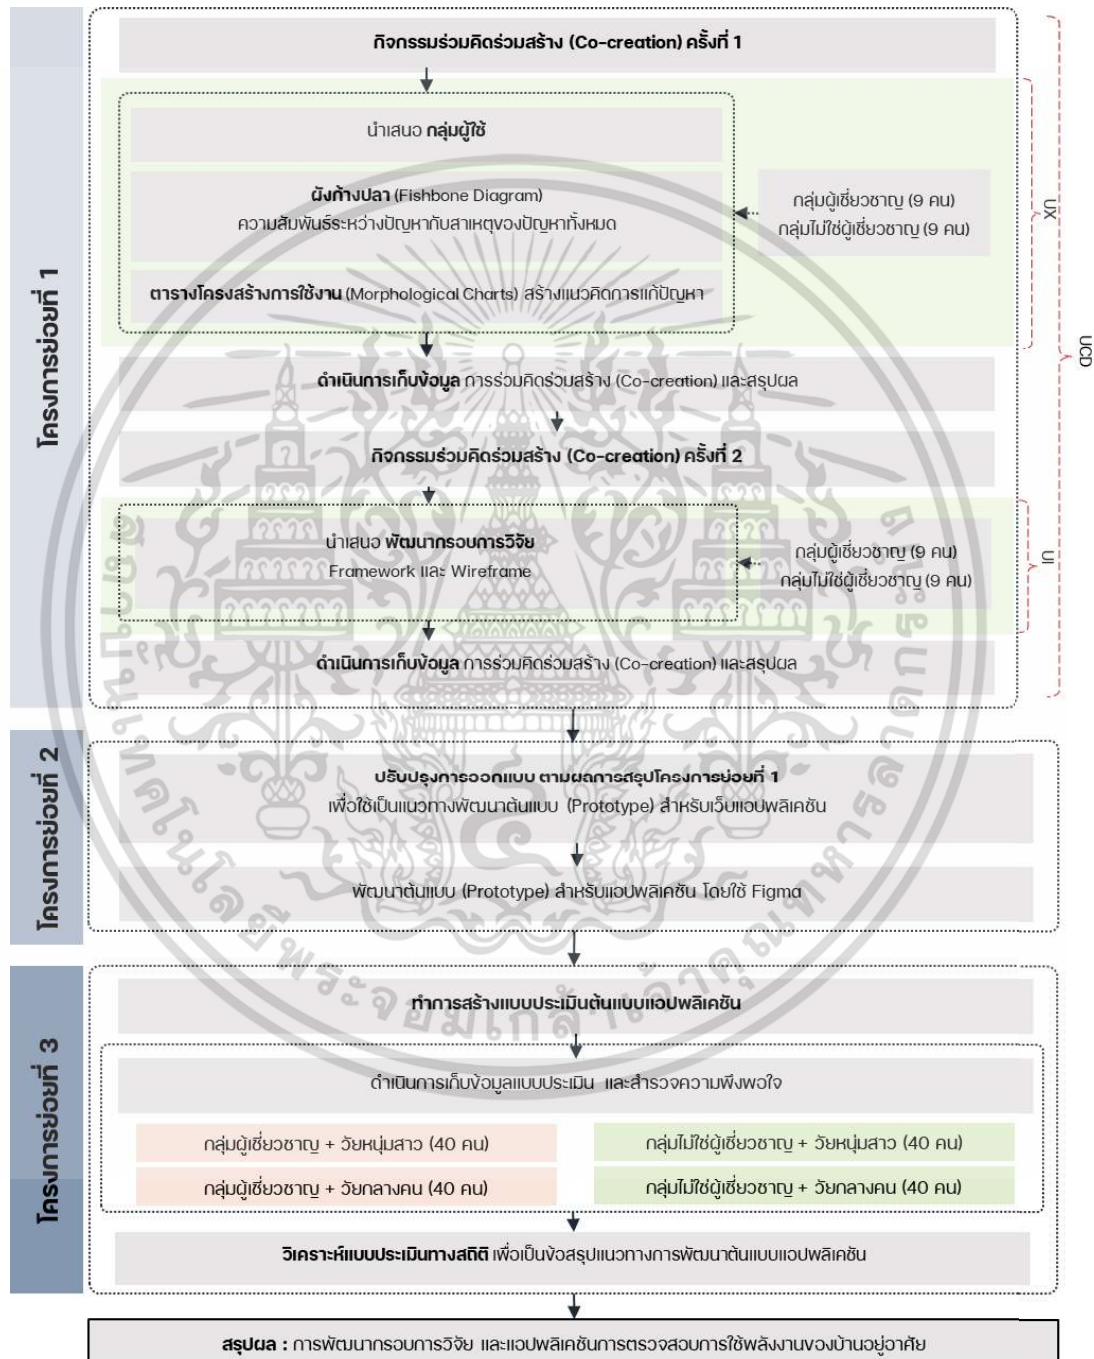 โครงการย่อยที่ 1
กิจกรรมร่วมคิดร่วมสร้าง (Co-creation) ครั้งที่ 1
นำเสนอ กลุ่มผู้ใช้
ผังก้างปลา (Fishbone Diagram)
ความสัมพันธ์ระหว่างปัญหากับสาเหตุของปัญหาทั้งหมด
ตารางโครงสร้างการใช้งาน (Morphological Charts) สร้างแนวคิดการแก้ปัญหา
กลุ่มผู้เชี่ยวชาญ (9 คน)
กลุ่มไม่ใช่ผู้เชี่ยวชาญ (9 คน)
UX
UCD
ดำเนินการเก็บข้อมูล การร่วมคิดร่วมสร้าง (Co-creation) และสรุปผล
กิจกรรมร่วมคิดร่วมสร้าง (Co-creation) ครั้งที่ 2
นำเสนอ พัฒนากรอบการวิจัย
Framework และ Wireframe
กลุ่มผู้เชี่ยวชาญ (9 คน)
กลุ่มไม่ใช่ผู้เชี่ยวชาญ (9 คน)
UI
ดำเนินการเก็บข้อมูล การร่วมคิดร่วมสร้าง (Co-creation) และสรุปผล
โครงการย่อยที่ 2
ปรับปรุงการออกแบบ ตามผลการสรุปโครงการย่อยที่ 1
เพื่อใช้เป็นแนวทางพัฒนาต้นแบบ (Prototype) สำหรับเว็บแอปพลิเคชัน
พัฒนาต้นแบบ (Prototype) สำหรับแอปพลิเคชัน โดยใช้ Figma
โครงการย่อยที่ 3
ทำการสร้างแบบประเมินต้นแบบแอปพลิเคชัน
ดำเนินการเก็บข้อมูลแบบประเมิน และสำรวจความพึงพอใจ
กลุ่มผู้เชี่ยวชาญ + วัยหนุ่มสาว (40 คน)
กลุ่มไม่ใช่ผู้เชี่ยวชาญ + วัยหนุ่มสาว (40 คน)
กลุ่มผู้เชี่ยวชาญ + วัยกลางคน (40 คน)
กลุ่มไม่ใช่ผู้เชี่ยวชาญ + วัยกลางคน (40 คน)
วิเคราะห์แบบประเมินทางสถิติ เพื่อเป็นข้อสรุปแนวทางการพัฒนาต้นแบบแอปพลิเคชัน
สรุปผล : การพัฒนากรอบการวิจัย และแอปพลิเคชันการตรวจสอบการใช้พลังงานของบ้านอยู่อาศัย
สถาบันเทคโนโลยีพระจอมเกล้าเจ้าคุณทหารลาดกระบัง